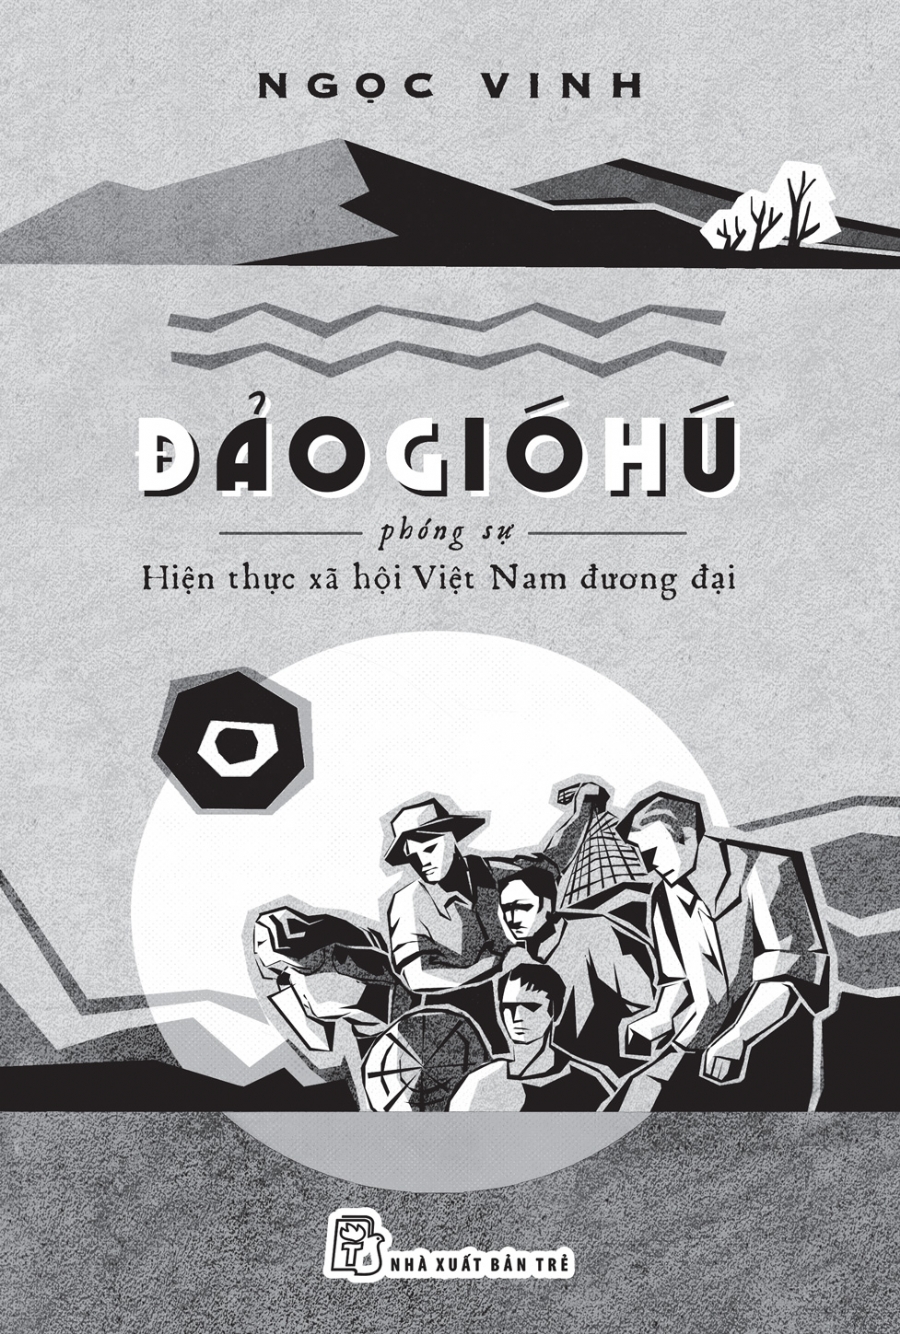 NGỌC VINH
ĐẢO GIÓ HÚ
phóng sự
Hiện thực xã hội Việt Nam đương đại
T
NHÀ XUẤT BẢN TRẺ